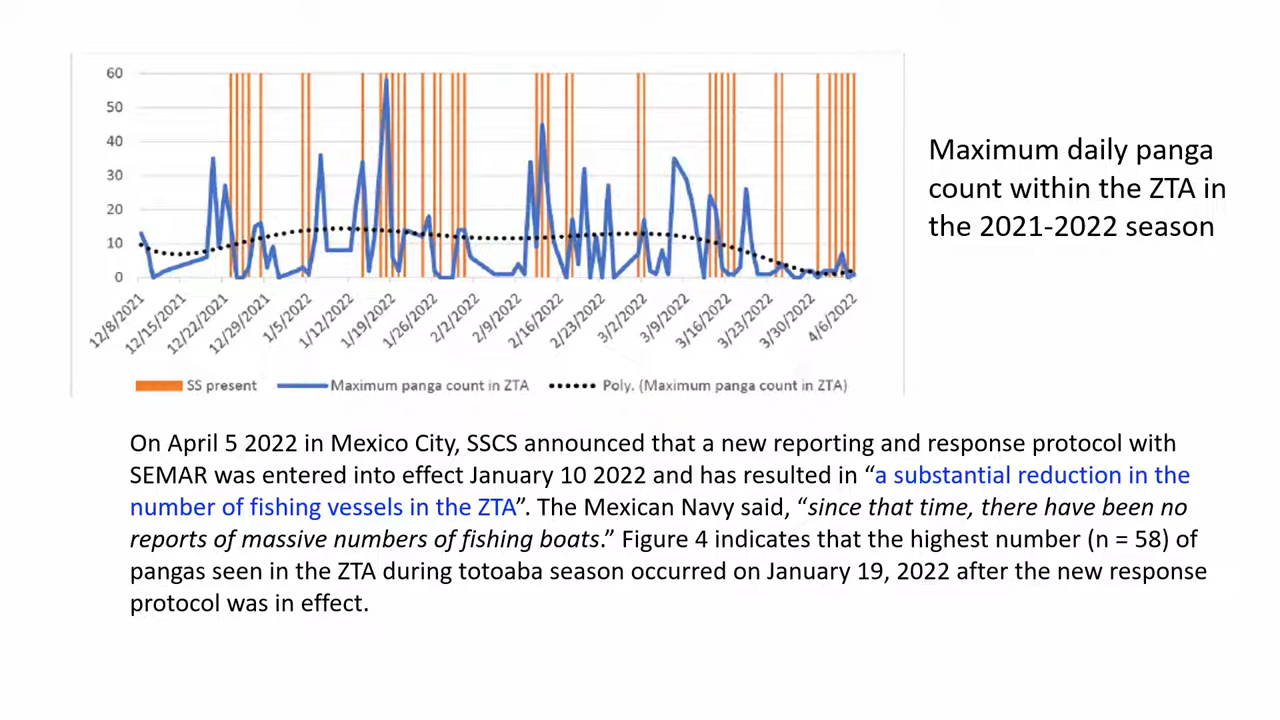 60
50
40
30
20
10
0
12/8/2021
12/15/2021
12/22/2021
12/29/2021
1/5/2022
1/12/2022
1/19/2022
1/26/2022
2/2/2022
2/9/2022
2/16/2022
2/23/2022
3/2/2022
3/9/2022
3/16/2022
3/23/2022
3/30/2022
4/6/2022
SS present
Maximum panga count in ZTA
Poly. (Maximum panga count in ZTA)
Maximum daily panga
count within the ZTA in
the 2021-2022 season
On April 5 2022 in Mexico City, SSCS announced that a new reporting and response protocol with
SEMAR was entered into effect January 10 2022 and has resulted in “a substantial reduction in the
number of fishing vessels in the ZTA”. The Mexican Navy said, “since that time, there have been no
reports of massive numbers of fishing boats.” Figure 4 indicates that the highest number (n = 58) of
pangas seen in the ZTA during totoaba season occurred on January 19, 2022 after the new response
protocol was in effect.